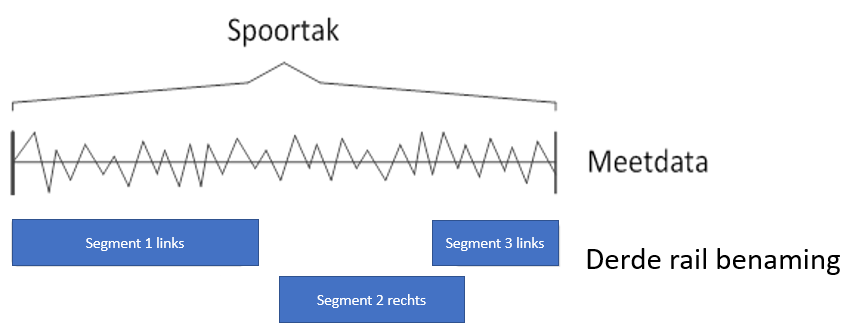 Spoortak
Meetdata
Segment 1 links
Segment 3 links
Derde rail benaming
Segment 2 rechts